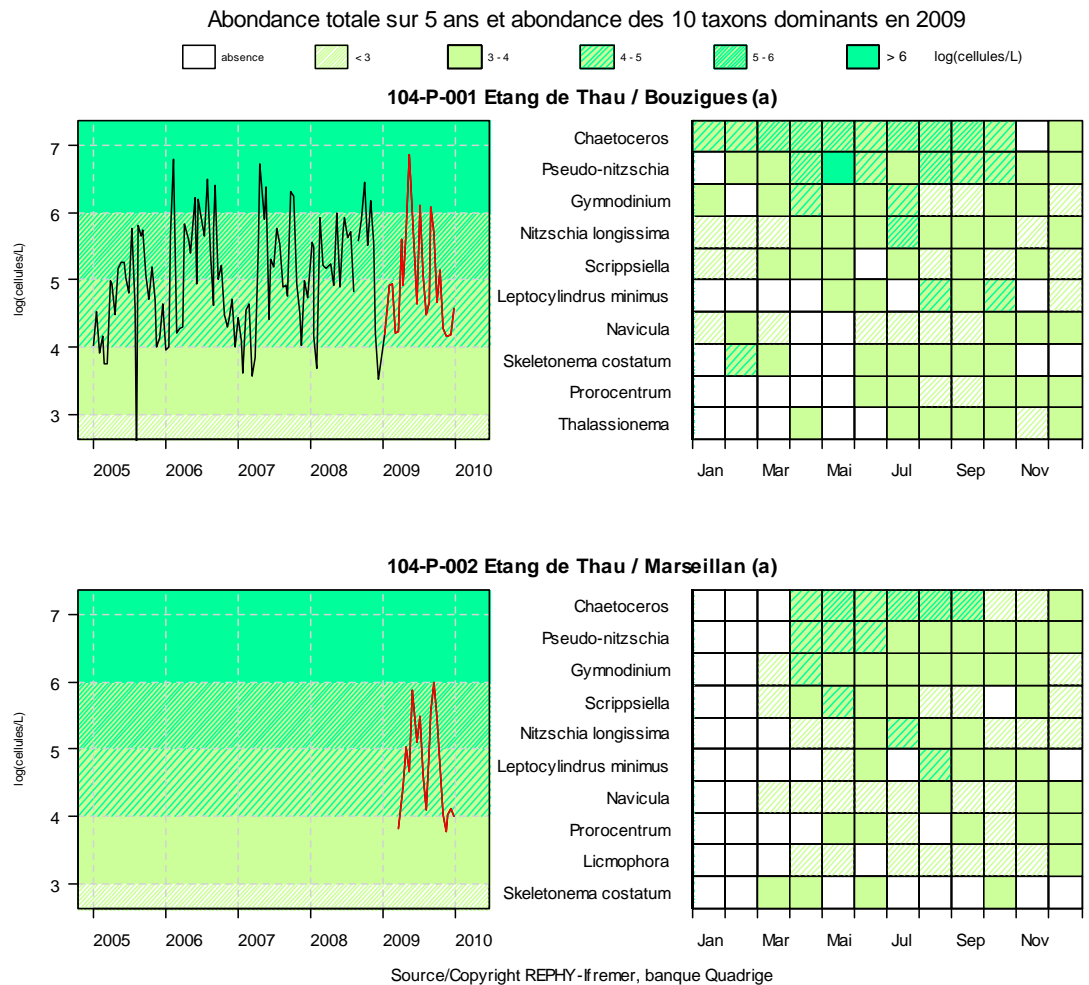 Abondance totale sur 5 ans et abondance des 10 taxons dominants en 2009
absence < 3 3 - 4 4 - 5 5 - 6 > 6 log(cellules/L)
104-P-001 Etang de Thau / Bouzigues (a)
log(cellules/L)
7
6
5
4
3
2005 2006 2007 2008 2009 2010
Chaetoceros
Pseudo-nitzschia
Gymnodinium
Nitzschia longissima
Scrippsiella
Leptocylindrus minimus
Navicula
Skeletonema costatum
Prorocentrum
Thalassionema
Jan Mar Mai Jul Sep Nov
104-P-002 Etang de Thau / Marseillan (a)
log(cellules/L)
7
6
5
4
3
2005 2006 2007 2008 2009 2010
Chaetoceros
Pseudo-nitzschia
Gymnodinium
Scrippsiella
Nitzschia longissima
Leptocylindrus minimus
Navicula
Prorocentrum
Licmophora
Skeletonema costatum
Jan Mar Mai Jul Sep Nov
Source/Copyright REPHY-Ifremer, banque Quadrige